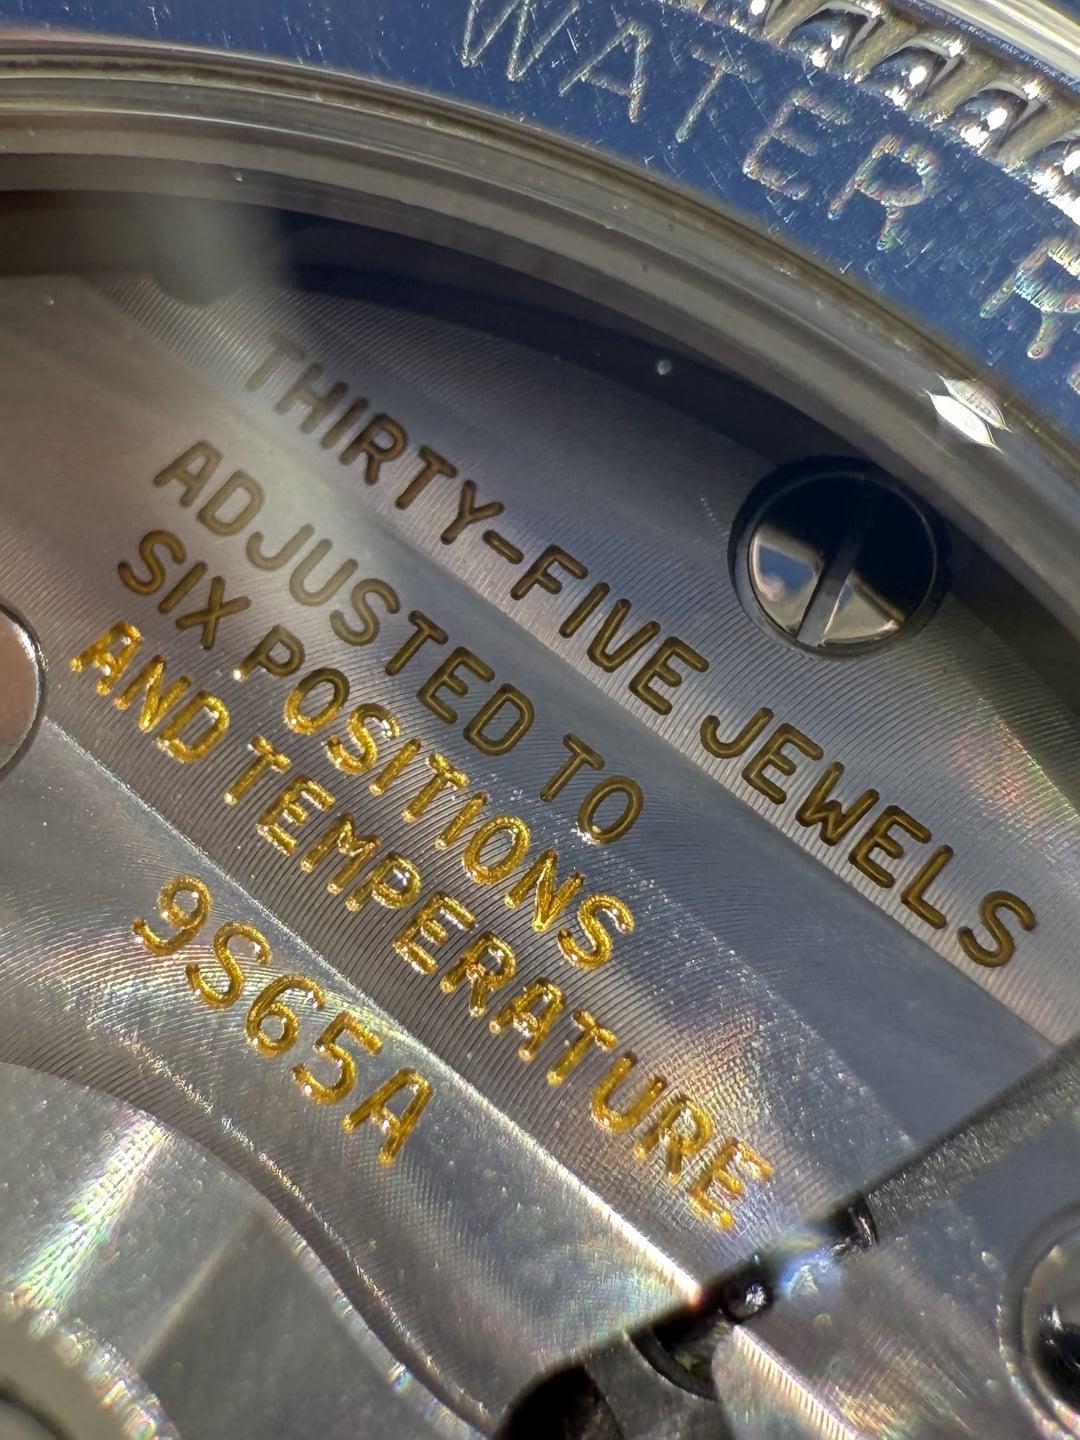 WATER R
THIRTY-FIVE JEWELS
ADJUSTED TO
SIX POSITIONS
AND TEMPERATURE
9S65A